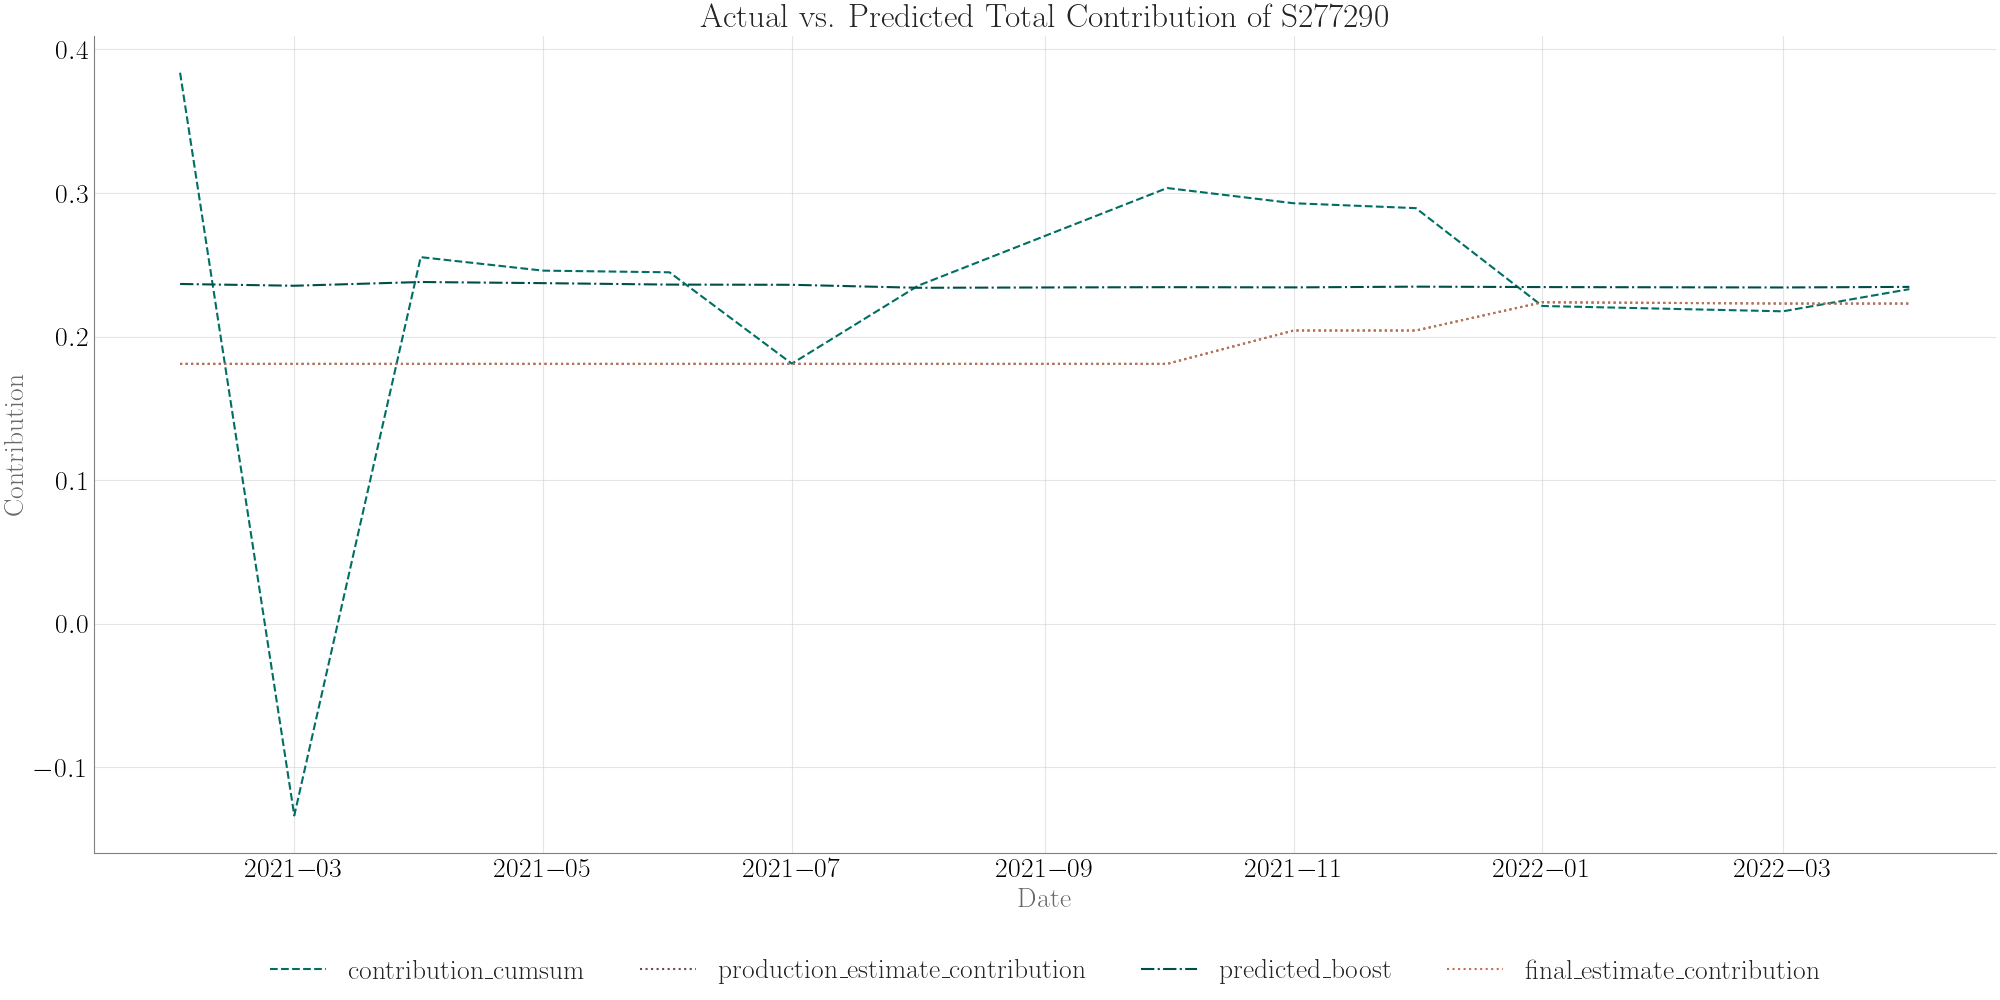 Actual vs. Predicted Total Contribution of S277290
0.4
0.3
0.2
0.1
0.0
−0.1
Contribution
2021−03 2021−05 2021−07 2021−09 2021−11 2022−01 2022−03
Date
contribution_cumsum production_estimate_contribution predicted_boost final_estimate_contribution